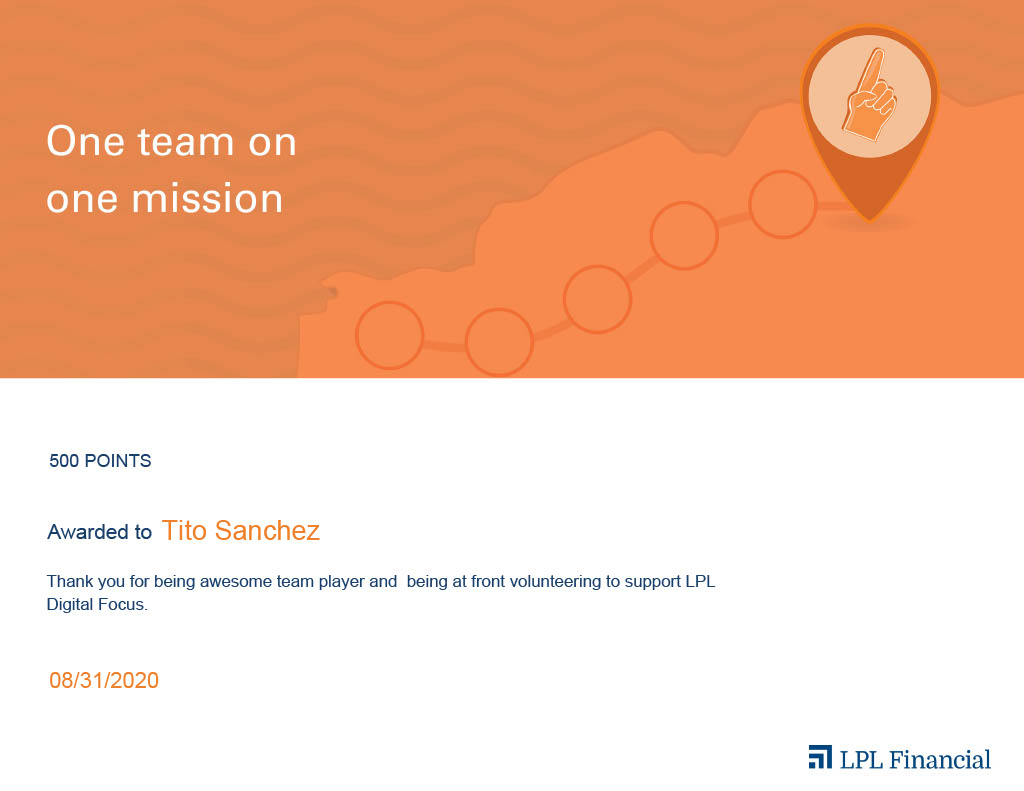 One team on
one mission
500 POINTS
Awarded to Tito Sanchez
Thank you for being awesome team player and  being at front volunteering to support LPL
Digital Focus.
08/31/2020
LPL Financial